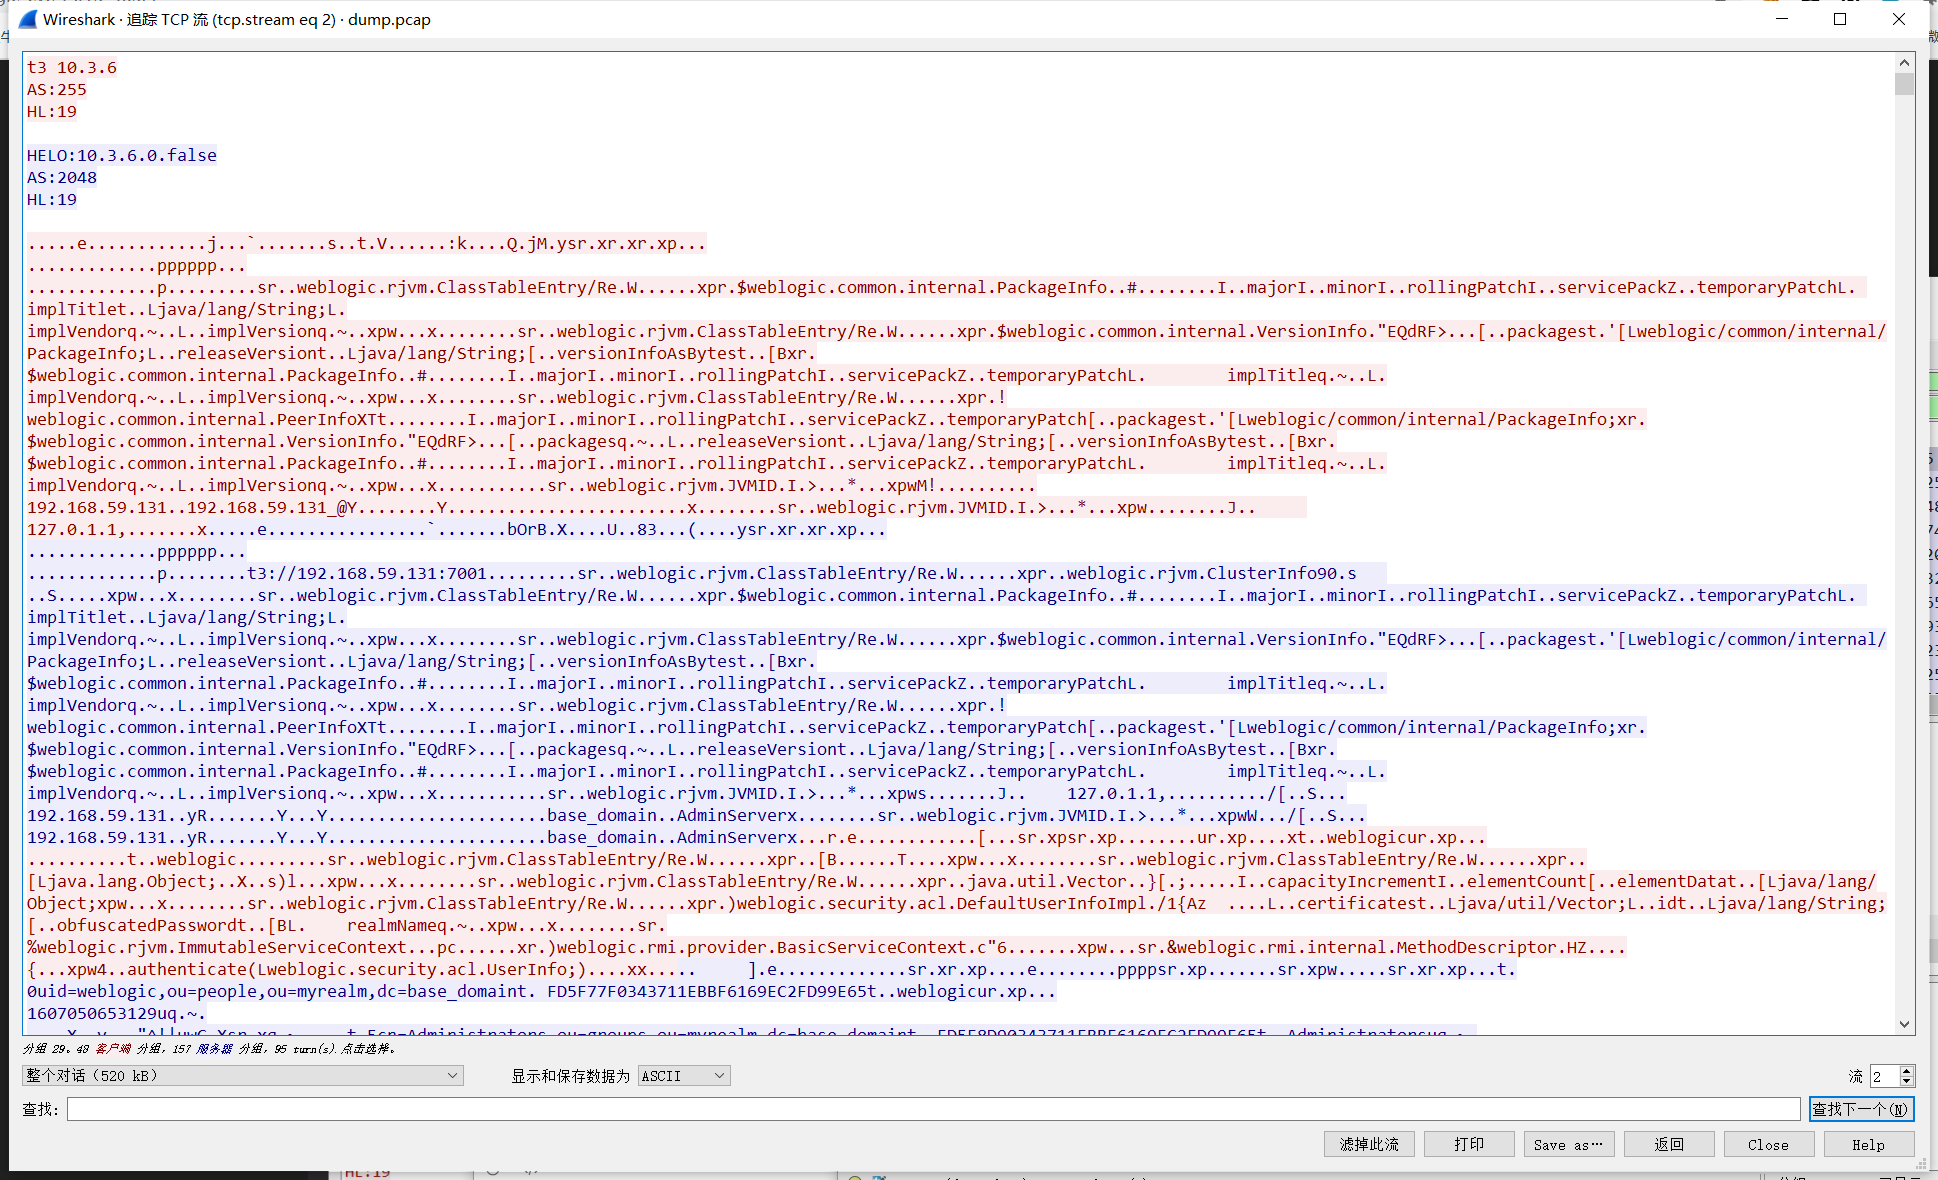 Wireshark · 追踪 TCP 流 (tcp.stream eq 2) · dump.pcap
t3 10.3.6
AS:255
HL:19
HELO:10.3.6.0.false
AS:2048
HL:19
.....e............j...`.......s..t.V......:k....Q.jM.ysr.xr.xr.xp...
.............pppppp...
.............p.........sr..weblogic.rjvm.ClassTableEntry/Re.W......xpr.$weblogic.common.internal.PackageInfo..#........I..majorI..minorI..rollingPatchI..servicePackZ..temporaryPatchL.
implTitlet..Ljava/lang/String;L.
implVendorq.~..L..implVersionq.~..xpw...x........sr..weblogic.rjvm.ClassTableEntry/Re.W......xpr.$weblogic.common.internal.VersionInfo."EQdRF>...[..packagest.'[Lweblogic/common/internal/
PackageInfo;L..releaseVersiont..Ljava/lang/String;[..versionInfoAsBytest..[Bxr.
$weblogic.common.internal.PackageInfo..#........I..majorI..minorI..rollingPatchI..servicePackZ..temporaryPatchL.        implTitleq.~..L.
implVendorq.~..L..implVersionq.~..xpw...x........sr..weblogic.rjvm.ClassTableEntry/Re.W......xpr.!
weblogic.common.internal.PeerInfoXTt........I..majorI..minorI..rollingPatchI..servicePackZ..temporaryPatch[..packagest.'[Lweblogic/common/internal/PackageInfo;xr.
$weblogic.common.internal.VersionInfo."EQdRF>...[..packagesq.~..L..releaseVersiont..Ljava/lang/String;[..versionInfoAsBytest..[Bxr.
$weblogic.common.internal.PackageInfo..#........I..majorI..minorI..rollingPatchI..servicePackZ..temporaryPatchL.        implTitleq.~..L.
implVendorq.~..L..implVersionq.~..xpw...x...........sr..weblogic.rjvm.JVMID.I.>...*...xpwM!..........
192.168.59.131..192.168.59.131_@Y........Y........................x........sr..weblogic.rjvm.JVMID.I.>...*...xpw........J..
127.0.1.1,.......x.....e................`.......bOrB.X....U..83...(....ysr.xr.xr.xp...
.............pppppp...
.............p........t3://192.168.59.131:7001.........sr..weblogic.rjvm.ClassTableEntry/Re.W......xpr..weblogic.rjvm.ClusterInfo90.s
..S.....xpw...x........sr..weblogic.rjvm.ClassTableEntry/Re.W......xpr.$weblogic.common.internal.PackageInfo..#........I..majorI..minorI..rollingPatchI..servicePackZ..temporaryPatchL.
implTitlet..Ljava/lang/String;L.
implVendorq.~..L..implVersionq.~..xpw...x........sr..weblogic.rjvm.ClassTableEntry/Re.W......xpr.$weblogic.common.internal.VersionInfo."EQdRF>...[..packagest.'[Lweblogic/common/internal/
PackageInfo;L..releaseVersiont..Ljava/lang/String;[..versionInfoAsBytest..[Bxr.
$weblogic.common.internal.PackageInfo..#........I..majorI..minorI..rollingPatchI..servicePackZ..temporaryPatchL.        implTitleq.~..L.
implVendorq.~..L..implVersionq.~..xpw...x........sr..weblogic.rjvm.ClassTableEntry/Re.W......xpr.!
weblogic.common.internal.PeerInfoXTt........I..majorI..minorI..rollingPatchI..servicePackZ..temporaryPatch[..packagest.'[Lweblogic/common/internal/PackageInfo;xr.
$weblogic.common.internal.VersionInfo."EQdRF>...[..packagesq.~..L..releaseVersiont..Ljava/lang/String;[..versionInfoAsBytest..[Bxr.
$weblogic.common.internal.PackageInfo..#........I..majorI..minorI..rollingPatchI..servicePackZ..temporaryPatchL.        implTitleq.~..L.
implVendorq.~..L..implVersionq.~..xpw...x...........sr..weblogic.rjvm.JVMID.I.>...*...xpws.......J..    127.0.1.1,........../[..S...
192.168.59.131..yR.......Y...Y......................base_domain..AdminServerx........sr..weblogic.rjvm.JVMID.I.>...*...xpwW.../[..S...
192.168.59.131..yR.......Y...Y......................base_domain..AdminServerx...r.e............[...sr.xpsr.xp........ur.xp....xt..weblogicur.xp...
..........t..weblogic.........sr..weblogic.rjvm.ClassTableEntry/Re.W......xpr..[B......T....xpw...x........sr..weblogic.rjvm.ClassTableEntry/Re.W......xpr..
[Ljava.lang.Object;..X..s)l...xpw...x........sr..weblogic.rjvm.ClassTableEntry/Re.W......xpr..java.util.Vector..}[.;.....I..capacityIncrementI..elementCount[..elementDatat..[Ljava/lang/
Object;xpw...x........sr..weblogic.rjvm.ClassTableEntry/Re.W......xpr.)weblogic.security.acl.DefaultUserInfoImpl./1{Az  ....L..certificatest..Ljava/util/Vector;L..idt..Ljava/lang/String;
[..obfuscatedPasswordt..[BL.    realmNameq.~..xpw...x........sr.
%weblogic.rjvm.ImmutableServiceContext...pc......xr.)weblogic.rmi.provider.BasicServiceContext.c"6.......xpw...sr.&weblogic.rmi.internal.MethodDescriptor.HZ....
{...xpw4..authenticate(Lweblogic.security.acl.UserInfo;)....xx.....     ].e.............sr.xr.xp....e........ppppsr.xp.......sr.xpw.....sr.xr.xp...t.
0uid=weblogic,ou=people,ou=myrealm,dc=base_domaint. FD5F77F0343711EBBF6169EC2FD99E65t..weblogicur.xp...
1607050653129uq.~.
分组 29。48 客户端 分组, 157 服务器 分组, 95 turn(s).点击选择。
整个对话（520 kB）
显示和保存数据为 ASCII
流 2
查找:
查找下一个(N)
滤掉此流 打印 Save as… 返回 Close Help
HL:19